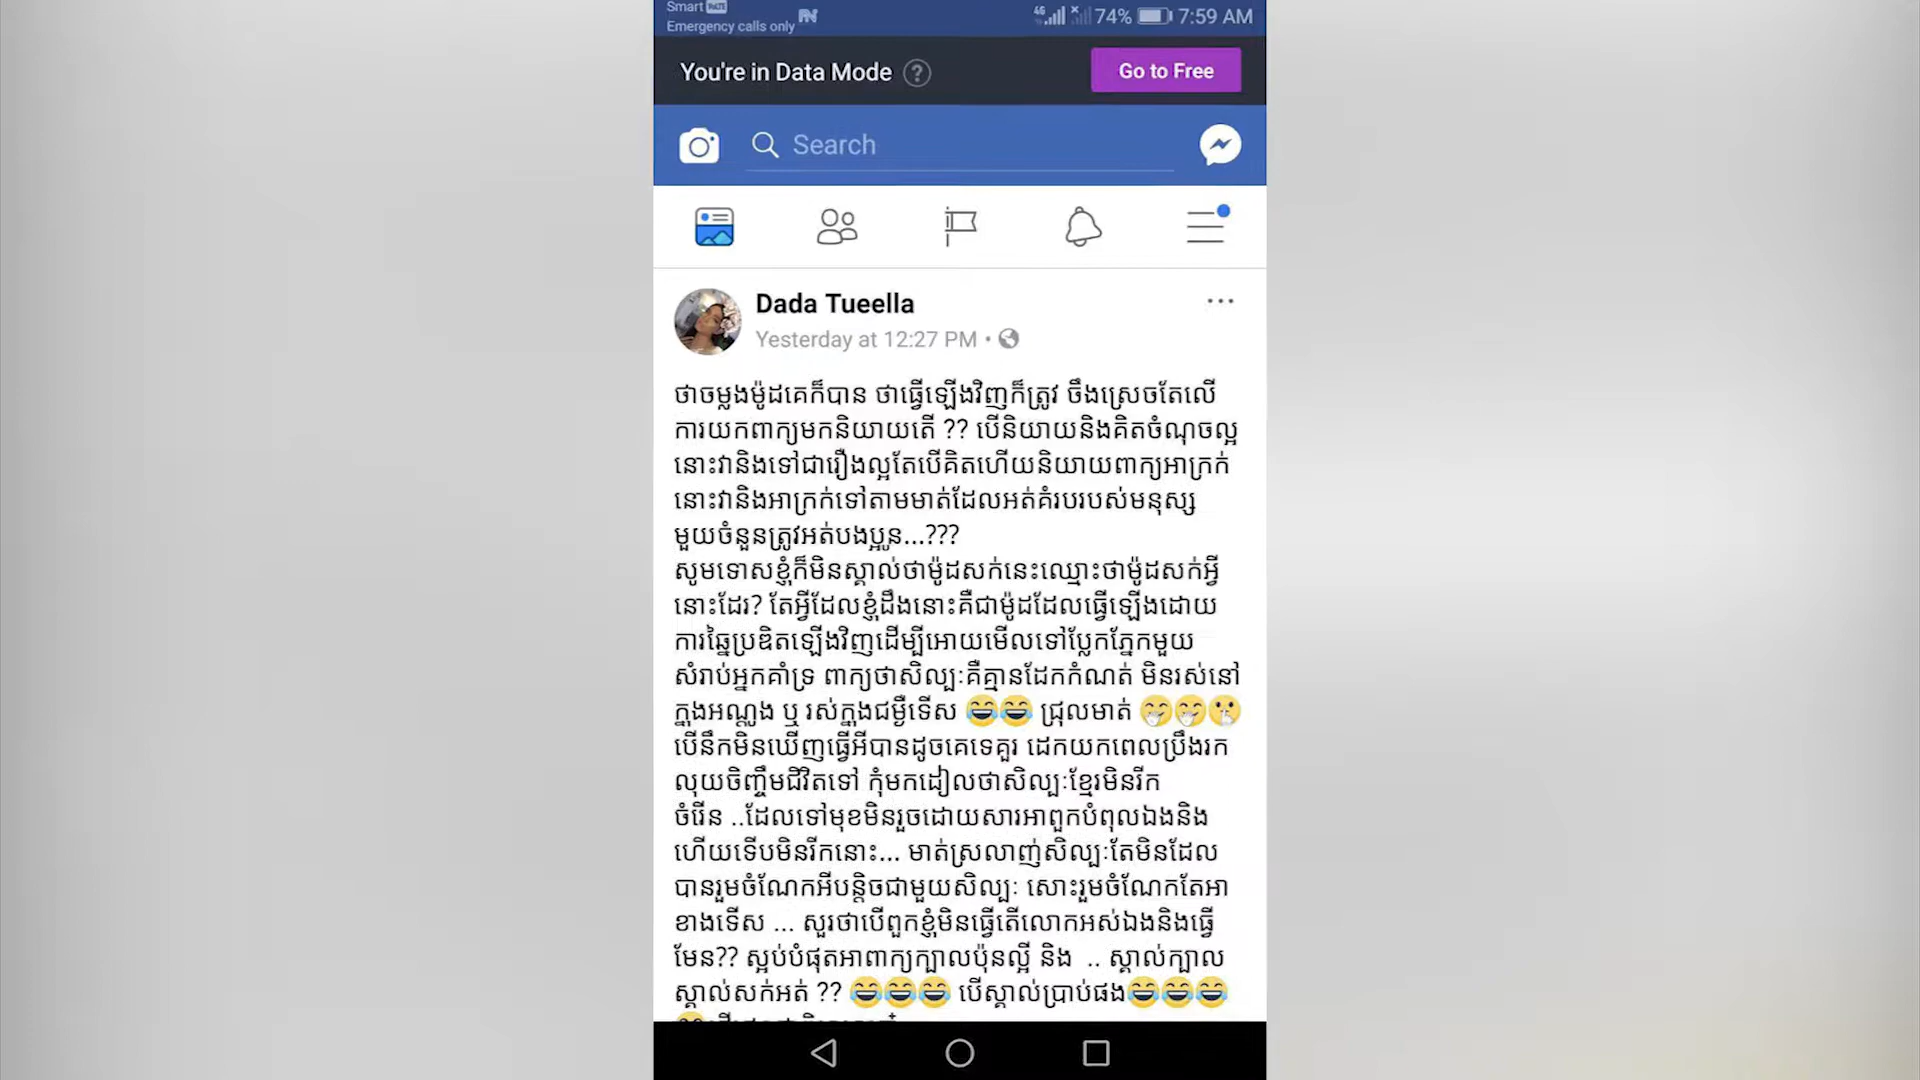 Smart VoLTE
Emergency calls only
4G 74% 7:59 AM
You're in Data Mode ?
Go to Free
Search
Dada Tueella
Yesterday at 12:27 PM •
ថាចម្លងម៉ូដគេក៏បាន ថាធ្វើឡើងវិញក៏ត្រូវ ចឹងស្រេចតែលើ
ការយកពាក្យមកនិយាយតើ ?? បើនិយាយនិងគិតចំណុចល្អ
នោះវានិងទៅជារឿងល្អតែបើគិតហើយនិយាយពាក្យអាក្រក់
នោះវានិងអាក្រក់ទៅតាមមាត់ដែលអត់គំរបរបស់មនុស្ស
មួយចំនួនត្រូវអត់បងប្អូន...???
សូមទោសខ្ញុំក៏មិនស្គាល់ថាម៉ូដសក់នេះឈ្មោះថាម៉ូដសក់អ្វី
នោះដែរ? តែអ្វីដែលខ្ញុំដឹងនោះគឺជាម៉ូដដែលធ្វើឡើងដោយ
ការឆ្នៃប្រឌិតឡើងវិញដើម្បីអោយមើលទៅប្លែកភ្នែកមួយ
សំរាប់អ្នកគាំទ្រ ពាក្យថាសិល្បៈគឺគ្មានដែកកំណត់ មិនរស់នៅ
ក្នុងអណ្ណូង ឬ រស់ក្នុងជម្ងឺទើស 😂😂 ជ្រុលមាត់ 🤭🤭🤫
បើនឹកមិនឃើញធ្វើអីបានដូចគេទេគួរ ដេកយកពេលប្រឹងរក
លុយចិញ្ចឹមជិវិតទៅ កុំមកដៀលថាសិល្បៈខ្មែរមិនរីក
ចំរើន ..ដែលទៅមុខមិនរួចដោយសារអាពួកបំពុលឯងនិង
ហើយទើបមិនរីកនោះ... មាត់ស្រលាញ់សិល្បៈតែមិនដែល
បានរួមចំណែកអីបន្តិចជាមួយសិល្បៈ សោះរួមចំណែកតែអា
ខាងទើស ... សួរថាបើពួកខ្ញុំមិនធ្វើតើលោកអស់ឯងនិងធ្វើ
មែន?? ស្អប់បំផុតអាពាក្យក្បាលប៉ុនល្អី និង .. ស្គាល់ក្បាល
ស្គាល់សក់អត់ ?? 😂😂😂 បើស្គាល់ប្រាប់ផង😂😂😂